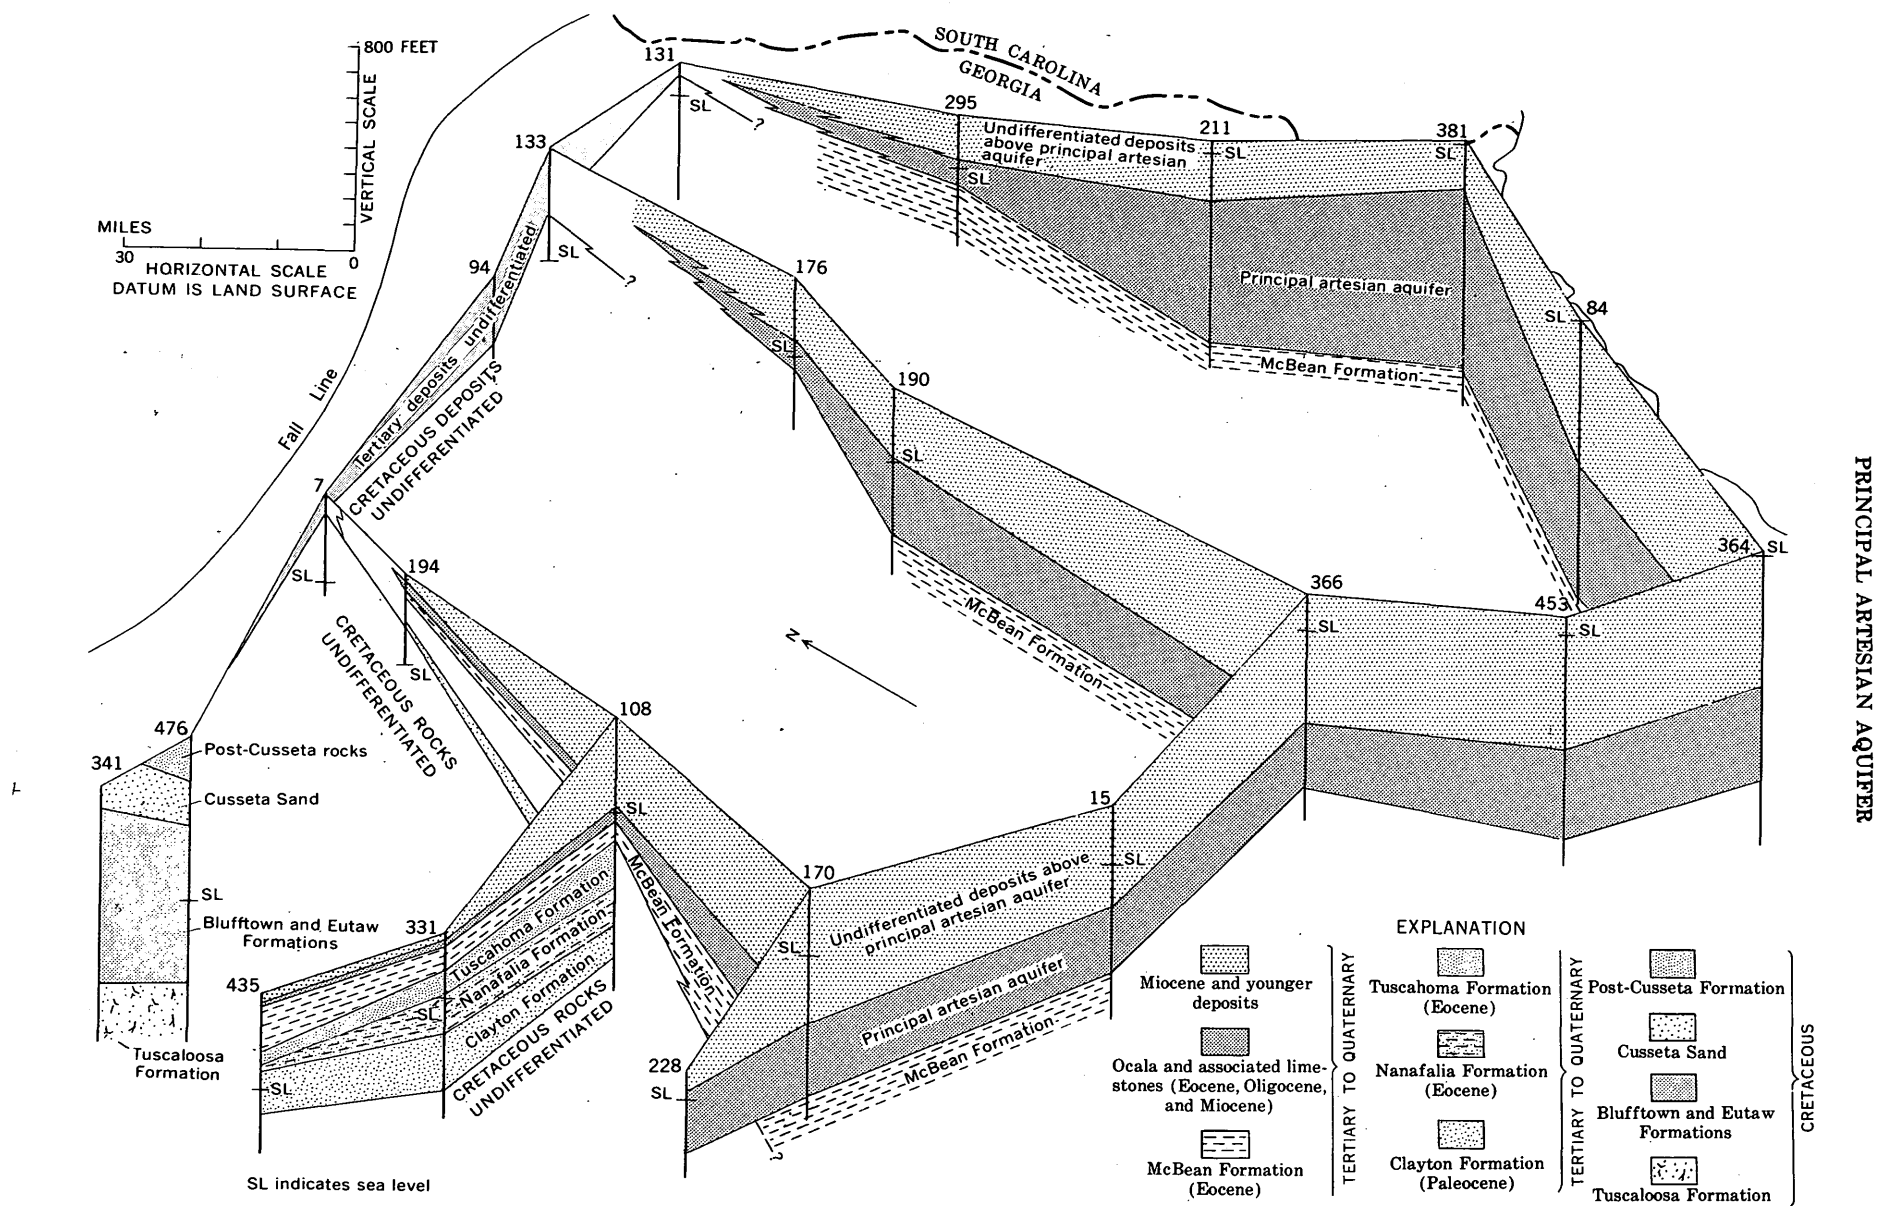 800 FEET
VERTICAL SCALE
MILES
30
0
HORIZONTAL SCALE
DATUM IS LAND SURFACE
SOUTH CAROLINA
GEORGIA
131
SL
?
133
SL
?
94
295
SL
Undifferentiated deposits
above principal artesian
aquifer
211
SL
381
SL
Principal artesian aquifer
McBean Formation
SL
84
176
SL
190
SL
McBean Formation
Fall Line
Tertiary deposits undifferentiated
CRETACEOUS DEPOSITS
UNDIFFERENTIATED
7
SL
194
SL
CRETACEOUS ROCKS
UNDIFFERENTIATED
N
366
SL
453
SL
364
SL
PRINCIPAL ARTESIAN AQUIFER
476
341
Post-Cusseta rocks
Cusseta Sand
SL
Blufftown and Eutaw
Formations
Tuscaloosa
Formation
108
SL
McBean Formation
331
SL
435
SL
Tuscahoma Formation
Nanafalia Formation
Clayton Formation
CRETACEOUS ROCKS
UNDIFFERENTIATED
170
SL
15
SL
Undifferentiated deposits above
principal artesian aquifer
Principal artesian aquifer
McBean Formation
228
SL
?
SL indicates sea level
EXPLANATION
Miocene and younger
deposits
Ocala and associated lime-
stones (Eocene, Oligocene,
and Miocene)
McBean Formation
(Eocene)
TERTIARY TO QUATERNARY
Tuscahoma Formation
(Eocene)
Nanafalia Formation
(Eocene)
Clayton Formation
(Paleocene)
TERTIARY TO QUATERNARY
Post-Cusseta Formation
Cusseta Sand
Blufftown and Eutaw
Formations
Tuscaloosa Formation
CRETACEOUS